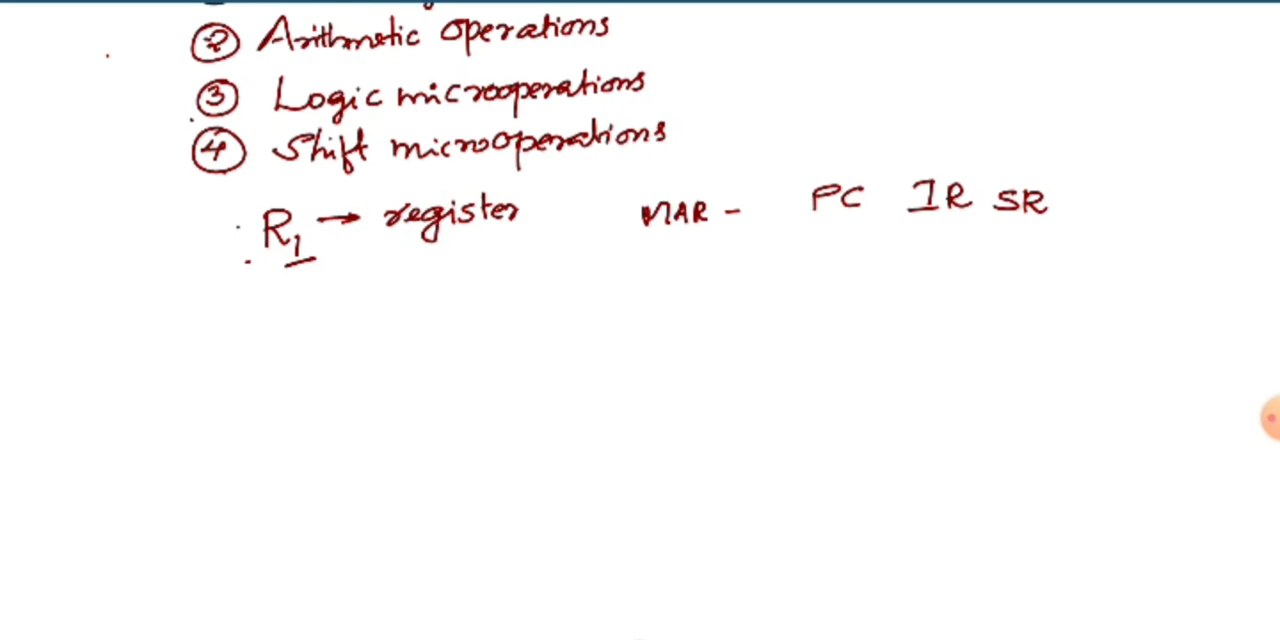 ② Arithmetic operations
③ Logic microoperations
④ Shift microoperations
R₁ → register MAR - PC IR SR